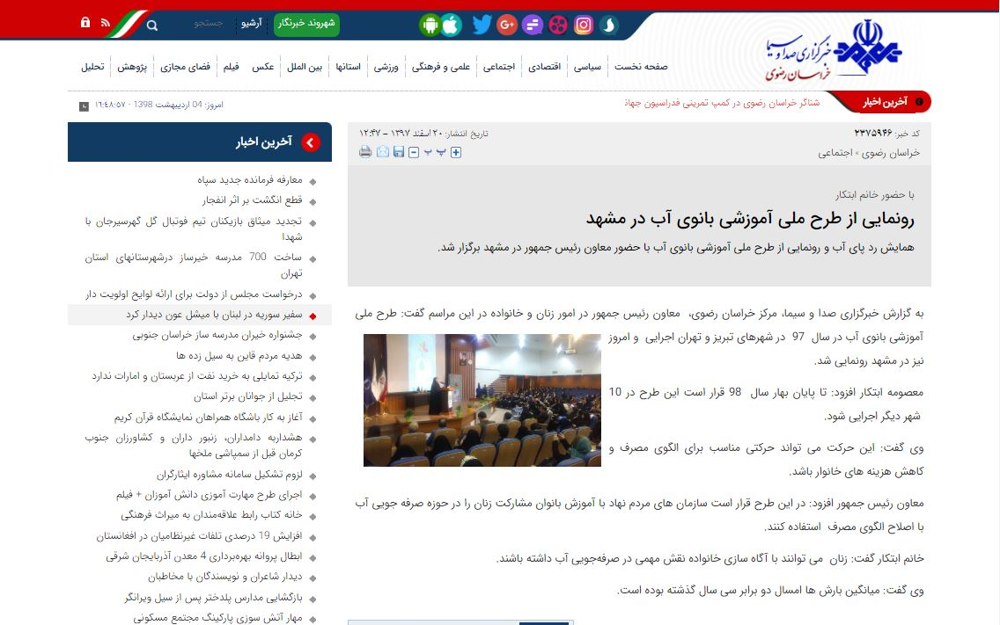 شهروند خبرنگار
آرشیو
جستجو
خبرگزاری صدا و سیما
خراسان رضوی
صفحه نخست
سیاسی
اقتصادی
اجتماعی
علمی و فرهنگی
ورزشی
استانها
بین الملل
عکس
فیلم
فضای مجازی
پژوهش
تحلیل
آخرین اخبار
شناگر خراسان رضوی در کمپ تمرینی فدراسیون جهانی
امروز: 04 اردیبهشت 1398 - ۱۶:۴۸:۵۷
کد خبر: ۲۳۷۵۹۴۶
تاریخ انتشار: ۲۰ اسفند ۱۳۹۷ – ۱۲:۴۷
خراسان رضوی » اجتماعی
پ پ
با حضور خانم ابتکار
رونمایی از طرح ملی آموزشی بانوی آب در مشهد
همایش رد پای آب و رونمایی از طرح ملی آموزشی بانوی آب با حضور معاون رئیس جمهور در مشهد برگزار شد.
به گزارش خبرگزاری صدا و سیما، مرکز خراسان رضوی، معاون رئیس جمهور در امور زنان و خانواده در این مراسم گفت: طرح ملی
آموزشی بانوی آب در سال 97 در شهرهای تبریز و تهران اجرایی و امروز
نیز در مشهد رونمایی شد.
معصومه ابتکار افزود: تا پایان بهار سال 98 قرار است این طرح در 10
شهر دیگر اجرایی شود.
وی گفت: این حرکت می تواند حرکتی مناسب برای الگوی مصرف و
کاهش هزینه های خانوار باشد.
معاون رئیس جمهور افزود: در این طرح قرار است سازمان های مردم نهاد با آموزش بانوان مشارکت زنان را در حوزه صرفه جویی آب
با اصلاح الگوی مصرف استفاده کنند.
خانم ابتکار گفت: زنان می توانند با آگاه سازی خانواده نقش مهمی در صرفه‌جویی آب داشته باشند.
وی گفت: میانگین بارش ها امسال دو برابر سی سال گذشته بوده است.
آخرین اخبار
معارفه فرمانده جدید سپاه
قطع انگشت بر اثر انفجار
تجدید میثاق بازیکنان تیم فوتبال گل گهرسیرجان با
شهدا
ساخت 700 مدرسه خیرساز درشهرستانهای استان
تهران
درخواست مجلس از دولت برای ارائه لوایح اولویت دار
سفیر سوریه در لبنان با میشل عون دیدار کرد
جشنواره خیران مدرسه ساز خراسان جنوبی
هدیه مردم قاین به سیل زده ها
ترکیه تمایلی به خرید نفت از عربستان و امارات ندارد
تجلیل از جوانان برتر استان
آغاز به کار باشگاه همراهان نمایشگاه قرآن کریم
هشداربه دامداران، زنبور داران و کشاورزان جنوب
کرمان قبل از سمپاشی ملخها
لزوم تشکیل سامانه مشاوره ایثارگران
اجرای طرح مهارت آموزی دانش آموزان + فیلم
خانه کتاب رابط علاقه‌مندان به میراث فرهنگی
افزایش 19 درصدی تلفات غیرنظامیان در افغانستان
ابطال پروانه بهره‌برداری 4 معدن آذربایجان شرقی
دیدار شاعران و نویسندگان با مخاطبان
بازگشایی مدارس پلدختر پس از سیل ویرانگر
مهار آتش سوزی پارکینگ مجتمع مسکونی